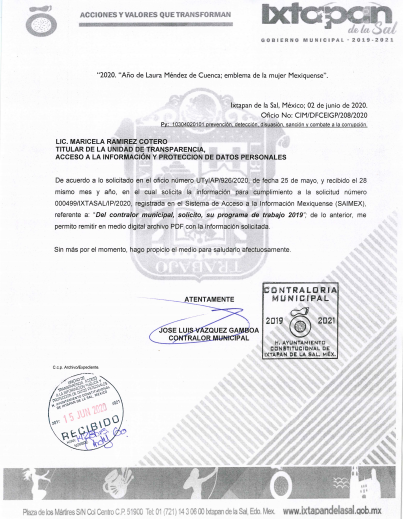 ACCIONES Y VALORES QUE TRANSFORMAN
Ixtapan
de la Sal
GOBIERNO MUNICIPAL - 2019-2021
"2020. "Año de Laura Méndez de Cuenca; emblema de la mujer Mexiquense".
Ixtapan de la Sal, México; 02 de junio de 2020.
Oficio No: CIM/DFCEIGP/208/2020
Pp: 10304020101 prevención, detección, disuasión, sanción y combate a la corrupción.
LIC. MARICELA RAMIREZ COTERO
TITULAR DE LA UNIDAD DE TRANSPARENCIA,
ACCESO A LA INFORMACIÓN Y PROTECCION DE DATOS PERSONALES
De acuerdo a lo solicitado en el oficio número UTyIAP/926/2020, de fecha 25 de mayo, y recibido el 28
mismo mes y año, en el cual solicita la información para cumplimiento a la solicitud número
000499/IXTASAL/IP/2020, registrada en el Sistema de Acceso a la Información Mexiquense (SAIMEX),
referente a: "Del contralor municipal, solicito, su programa de trabajo 2019"; de lo anterior, me
permito remitir en medio digital archivo PDF con la información solicitada.
Sin más por el momento, hago propicio el medio para saludarlo afectuosamente.
TRABAJO
ATENTAMENTE
JOSE LUIS VAZQUEZ GAMBOA
CONTRALOR MUNICIPAL
CONTRALORIA
MUNICIPAL
2019 2021
H. AYUNTAMIENTO
CONSTITUCIONAL DE
IXTAPAN DE LA SAL, MEX.
C.c.p. Archivo/Expediente.
15 JUN 2020
RECIBIDO
Plaza de los Mártires S/N Col Centro C.P. 51900 Tel: 01 (721) 14 3 06 00 Ixtapan de la Sal, Edo. Mex. www.ixtapandelasal.gob.mx